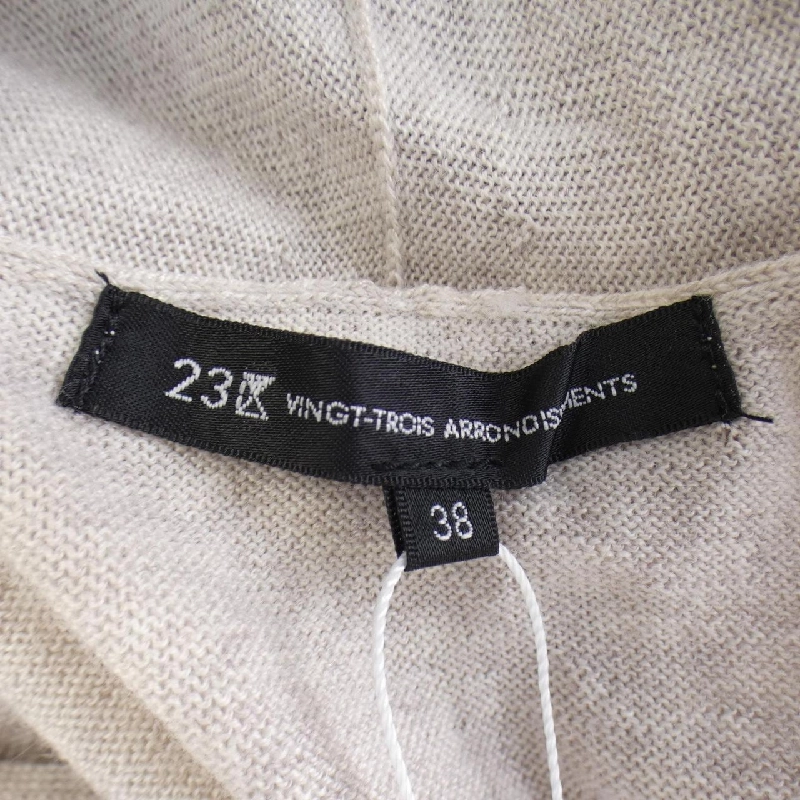 23区 VINGT-TROIS ARRONDISSEMENTS
38